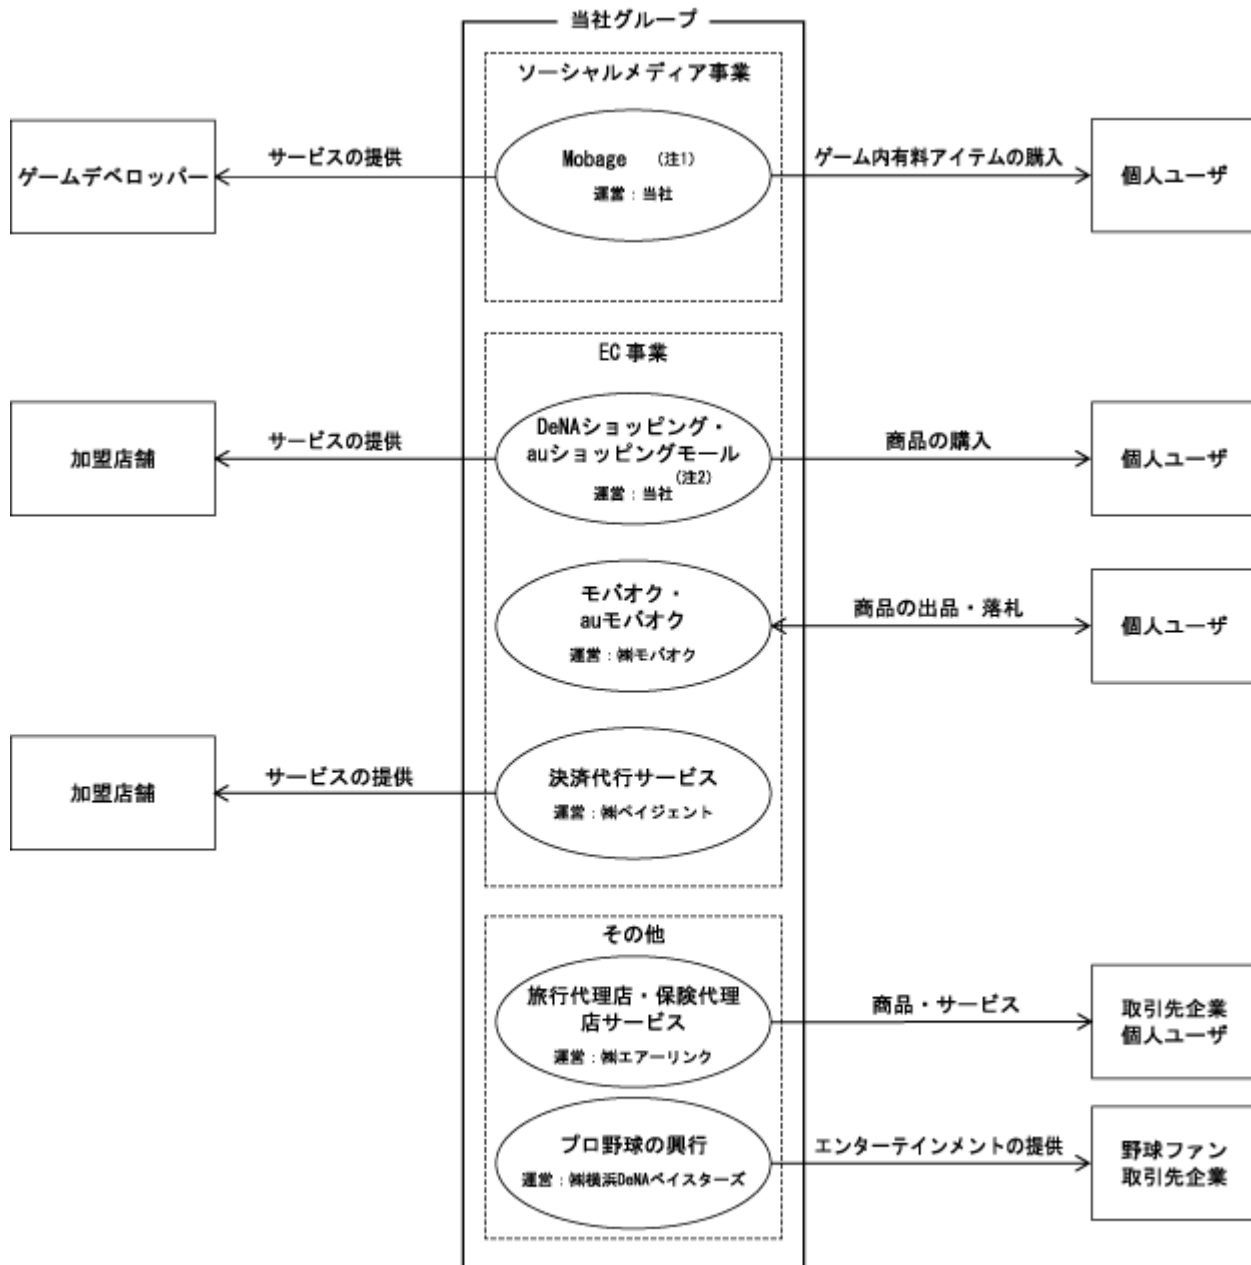 当社グループ
ソーシャルメディア事業
ゲームデベロッパー
サービスの提供
Mobage (注1)
運営：当社
ゲーム内有料アイテムの購入
個人ユーザ
EC事業
加盟店舗
サービスの提供
DeNAショッピング・
auショッピングモール
運営：当社(注2)
商品の購入
個人ユーザ
モバオク・
auモバオク
運営：㈱モバオク
商品の出品・落札
個人ユーザ
加盟店舗
サービスの提供
決済代行サービス
運営：㈱ペイジェント
その他
旅行代理店・保険代理
店サービス
運営：㈱エアーリンク
商品・サービス
取引先企業
個人ユーザ
プロ野球の興行
運営：㈱横浜DeNAベイスターズ
エンターテインメントの提供
野球ファン
取引先企業